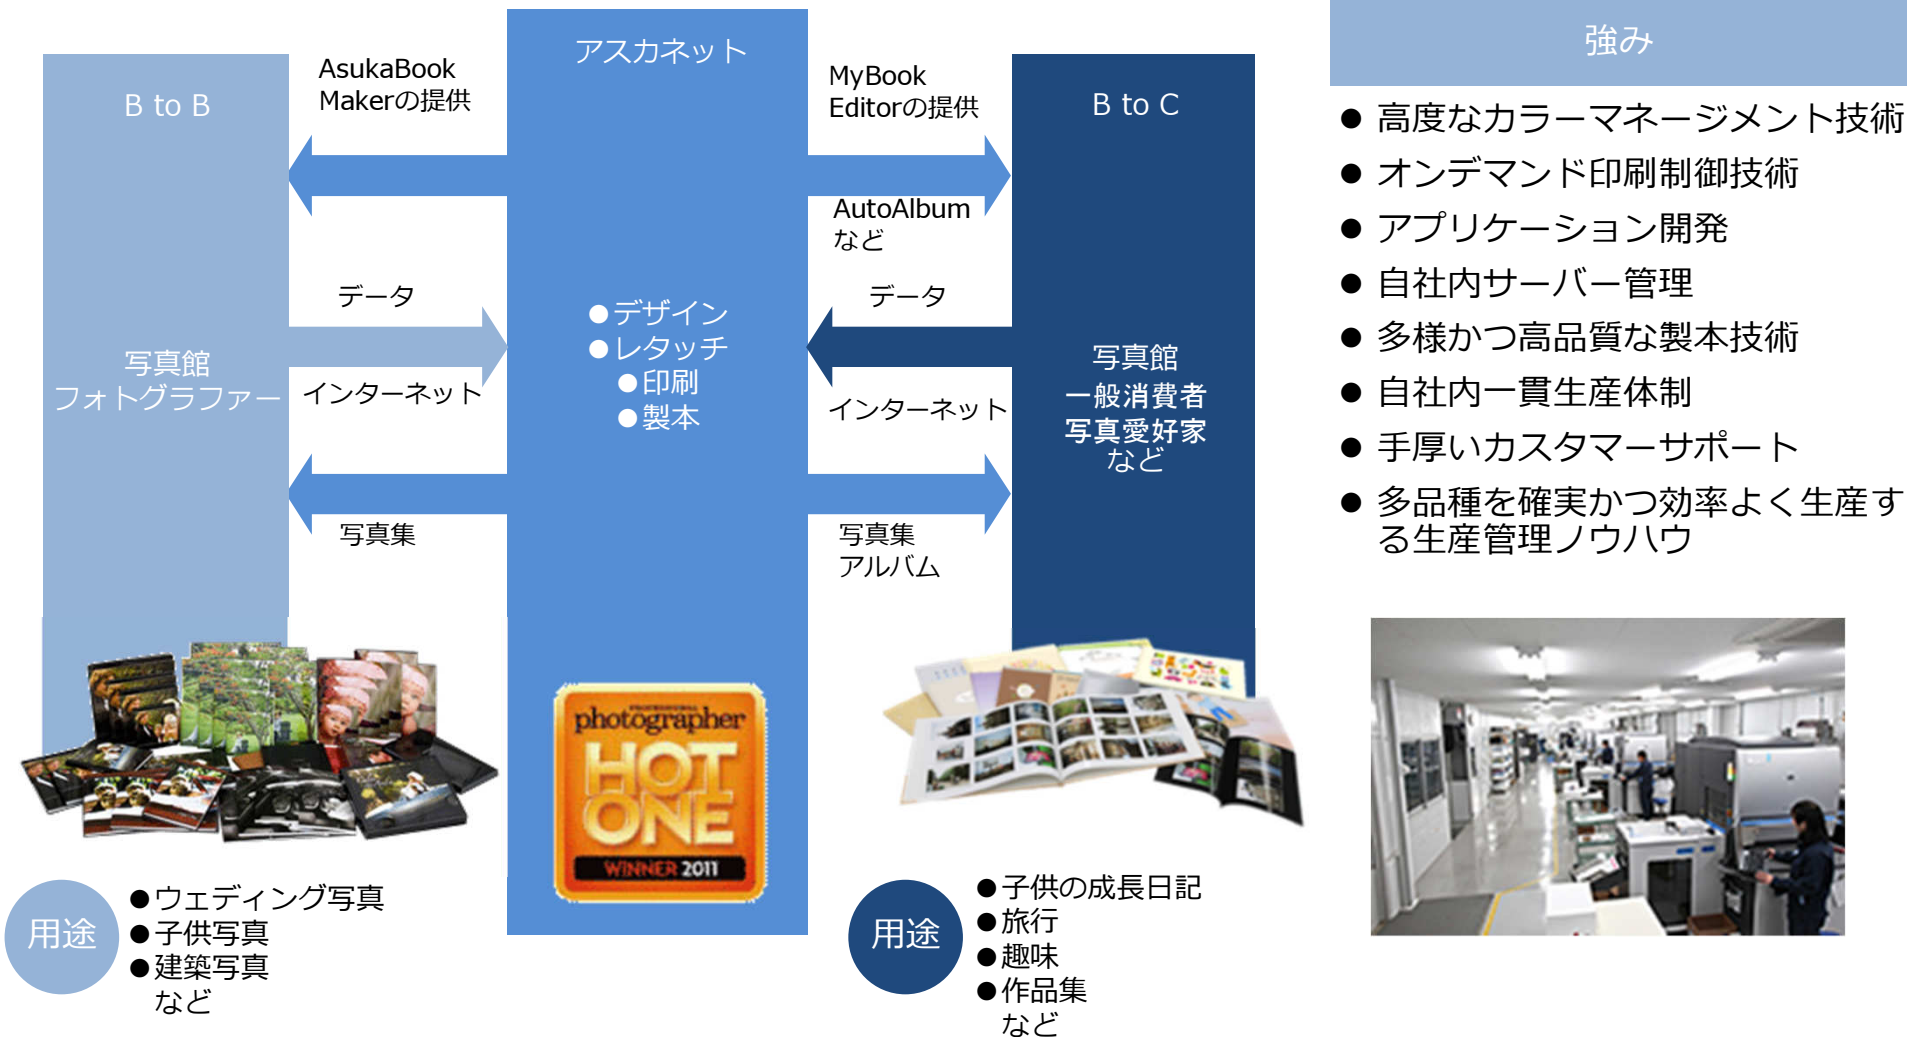 B to B
写真館
フォトグラファー
AsukaBook
Makerの提供
データ
インターネット
写真集
アスカネット
●デザイン
●レタッチ
●印刷
●製本
PROFESSIONAL
photographer
HOT
ONE
WINNER 2011
MyBook
Editorの提供
AutoAlbum
など
データ
インターネット
写真集
アルバム
B to C
写真館
一般消費者
写真愛好家
など
用途
●ウェディング写真
●子供写真
●建築写真
など
用途
●子供の成長日記
●旅行
●趣味
●作品集
など
強み
● 高度なカラーマネージメント技術
● オンデマンド印刷制御技術
● アプリケーション開発
● 自社内サーバー管理
● 多様かつ高品質な製本技術
● 自社内一貫生産体制
● 手厚いカスタマーサポート
● 多品種を確実かつ効率よく生産す
る生産管理ノウハウ